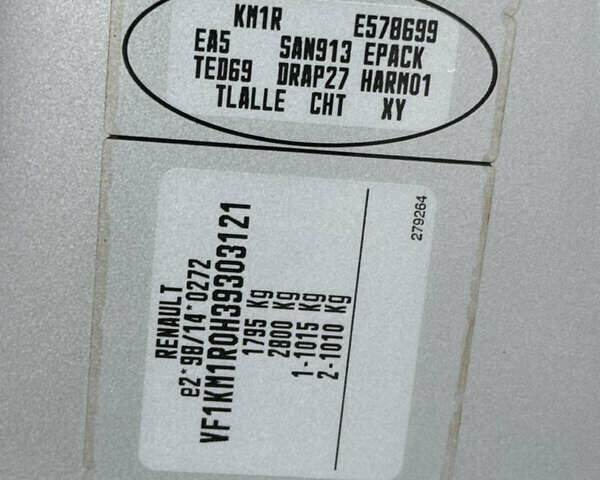 KM1R E578699
EA5 SAN913 EPACK
TED69 DRAP27 HARM01
TLALLE CHT XY
RENAULT
e2*98/14*0272
VF1KM1R0H39303121
1795 Kg
2800 Kg
1-1015 Kg
2-1010 Kg
279264